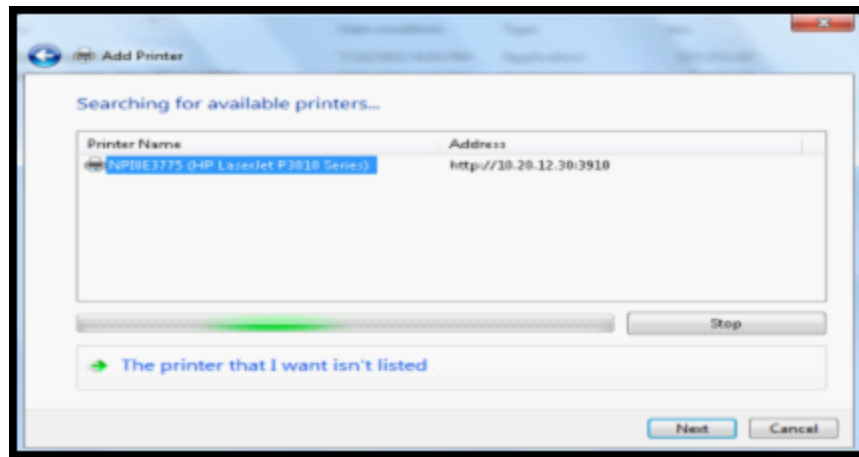 Add Printer
Searching for available printers...
Printer Name Address
NPI8E3775 (HP LaserJet P3010 Series) http://10.20.12.30:3910
Stop
The printer that I want isn't listed
Next Cancel